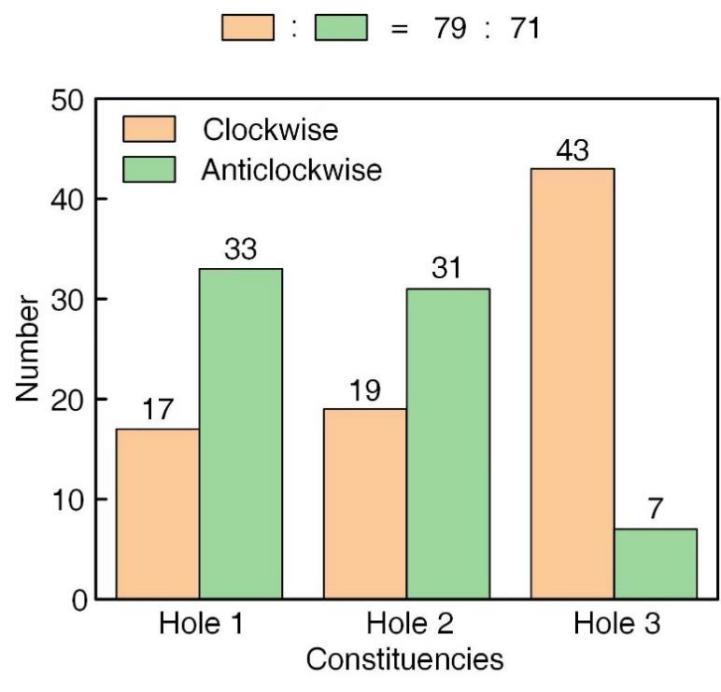 : = 79 : 71
50
Clockwise
Anticlockwise
43
40
33
31
30
Number
19
20
17
10
7
0
Hole 1 Hole 2 Hole 3
Constituencies